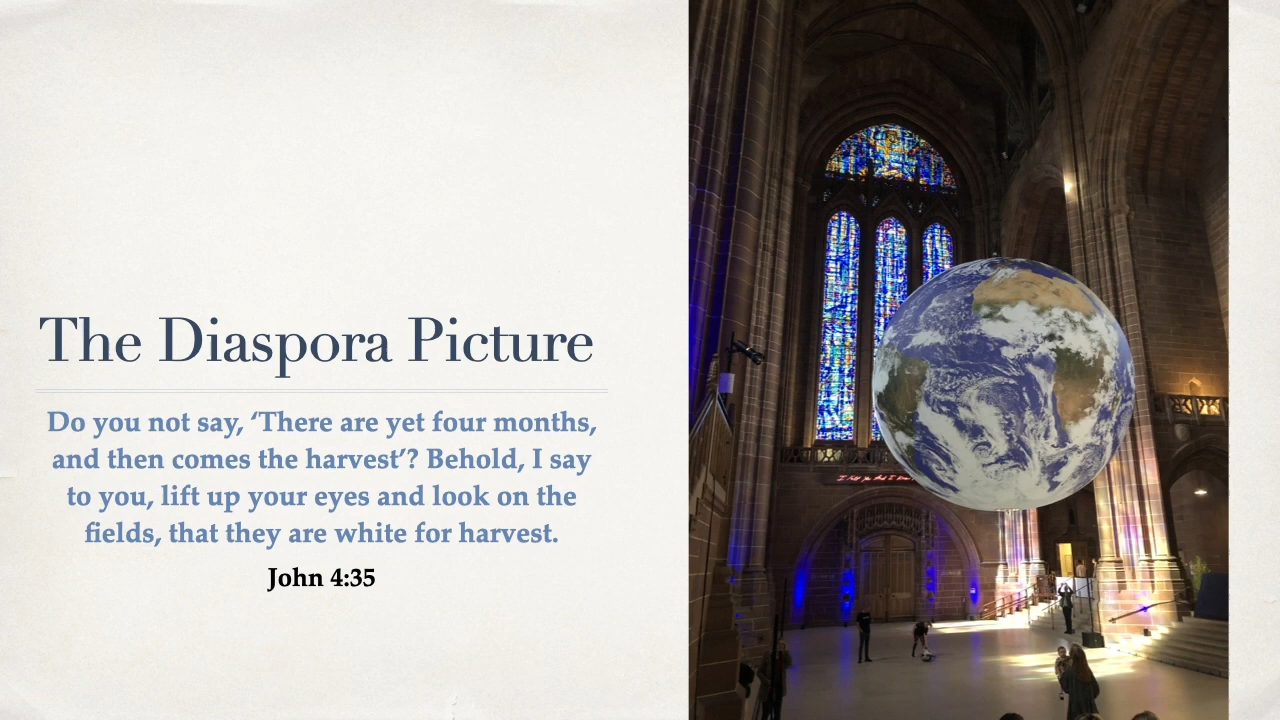 The Diaspora Picture
Do you not say, ‘There are yet four months,
and then comes the harvest’? Behold, I say
to you, lift up your eyes and look on the
fields, that they are white for harvest.
John 4:35